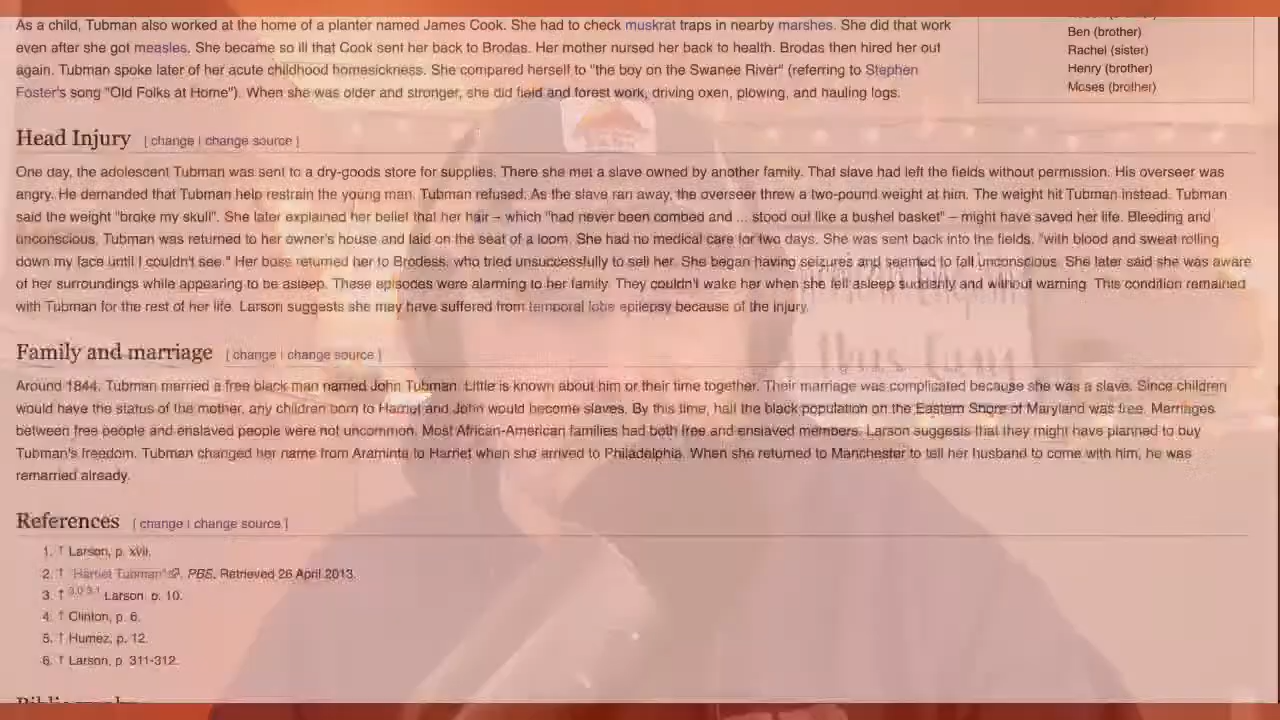 As a child, Tubman also worked at the home of a planter named James Cook. She had to check muskrat traps in nearby marshes. She did that work
even after she got measles. She became so ill that Cook sent her back to Brodas. Her mother nursed her back to health. Brodas then hired her out
again. Tubman spoke later of her acute childhood homesickness. She compared herself to "the boy on the Swanee River" (referring to Stephen
Foster's song "Old Folks at Home"). When she was older and stronger, she did field and forest work, driving oxen, plowing, and hauling logs.
Ben (brother)
Rachel (sister)
Henry (brother)
Moses (brother)
Head Injury [ change | change source ]
One day, the adolescent Tubman was sent to a dry-goods store for supplies. There she met a slave owned by another family. That slave had left the fields without permission. His overseer was
angry. He demanded that Tubman help restrain the young man. Tubman refused. As the slave ran away, the overseer threw a two-pound weight at him. The weight hit Tubman instead. Tubman
said the weight "broke my skull". She later explained her belief that her hair – which "had never been combed and ... stood out like a bushel basket" – might have saved her life. Bleeding and
unconscious, Tubman was returned to her owner's house and laid on the seat of a loom. She had no medical care for two days. She was sent back into the fields, "with blood and sweat rolling
down my face until I couldn't see." Her boss returned her to Brodess, who tried unsuccessfully to sell her. She began having seizures and seemed to fall unconscious. She later said she was aware
of her surroundings while appearing to be asleep. These episodes were alarming to her family. They couldn't wake her when she fell asleep suddenly and without warning. This condition remained
with Tubman for the rest of her life. Larson suggests she may have suffered from temporal lobe epilepsy because of the injury.
Family and marriage [ change | change source ]
Around 1844, Tubman married a free black man named John Tubman. Little is known about him or their time together. Their marriage was complicated because she was a slave. Since children
would have the status of the mother, any children born to Harriet and John would become slaves. By this time, half the black population on the Eastern Shore of Maryland was free. Marriages
between free people and enslaved people were not uncommon. Most African-American families had both free and enslaved members. Larson suggests that they might have planned to buy
Tubman's freedom. Tubman changed her name from Araminta to Harriet when she arrived to Philadelphia. When she returned to Manchester to tell her husband to come with him, he was
remarried already.
References [ change | change source ]
1. ↑ Larson, p. xvii.
2. ↑ "Harriet Tubman". PBS. Retrieved 26 April 2013.
3. ↑ 3.0 3.1 Larson. p. 10.
4. ↑ Clinton, p. 6.
5. ↑ Humez, p. 12.
6. ↑ Larson, p. 311-312.